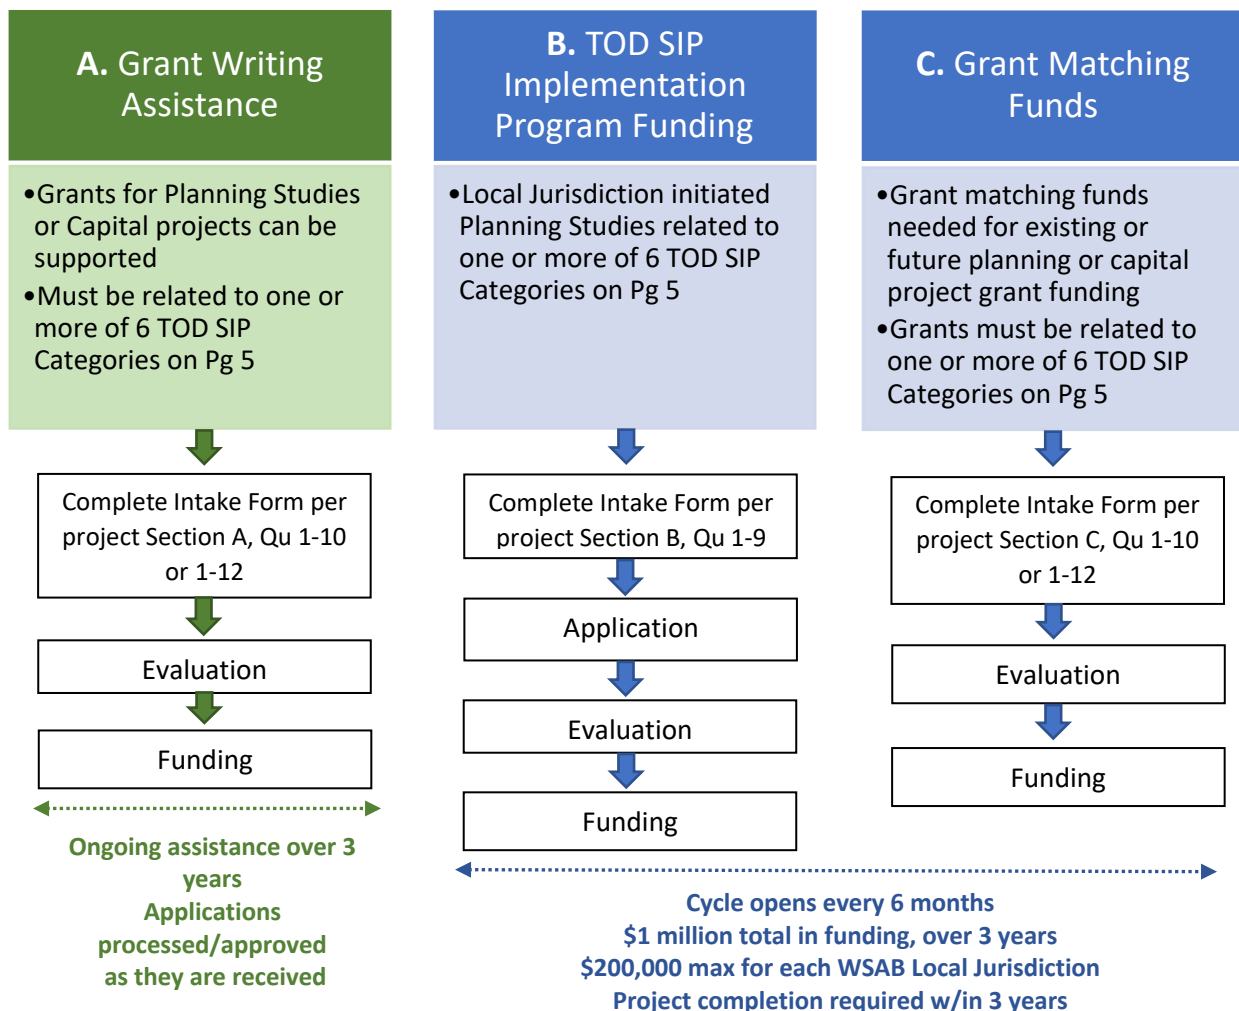 A. Grant Writing
Assistance
•Grants for Planning Studies
or Capital projects can be
supported
•Must be related to one or
more of 6 TOD SIP
Categories on Pg 5
Complete Intake Form per
project Section A, Qu 1-10
or 1-12
Evaluation
Funding
Ongoing assistance over 3
years
Applications
processed/approved
as they are received
B. TOD SIP
Implementation
Program Funding
•Local Jurisdiction initiated
Planning Studies related to
one or more of 6 TOD SIP
Categories on Pg 5
Complete Intake Form per
project Section B, Qu 1-9
Application
Evaluation
Funding
C. Grant Matching
Funds
•Grant matching funds
needed for existing or
future planning or capital
project grant funding
•Grants must be related to
one or more of 6 TOD SIP
Categories on Pg 5
Complete Intake Form per
project Section C, Qu 1-10
or 1-12
Evaluation
Funding
Cycle opens every 6 months
$1 million total in funding, over 3 years
$200,000 max for each WSAB Local Jurisdiction
Project completion required w/in 3 years